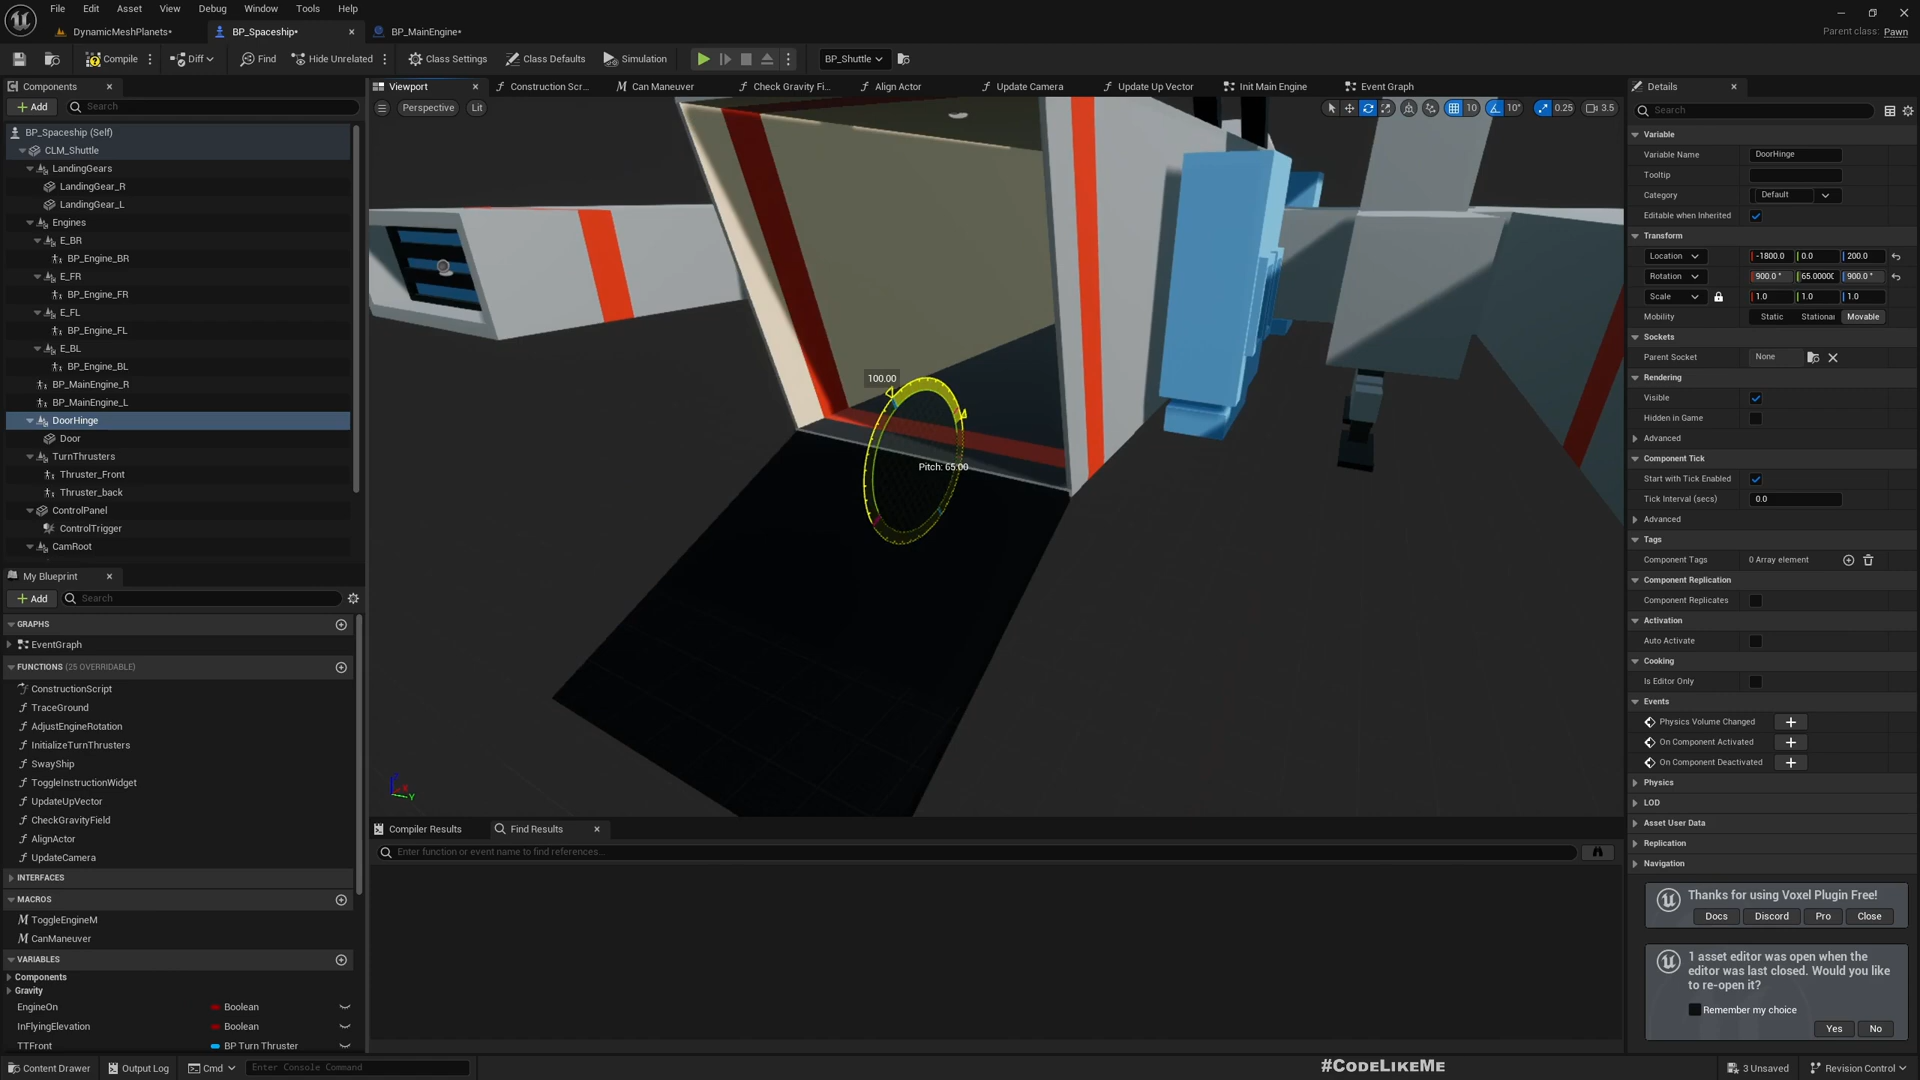 File Edit Asset View Debug Window Tools Help
DynamicMeshPlanets* BP_Spaceship* BP_MainEngine*
Parent class: Pawn
Compile Diff Find Hide Unrelated Class Settings Class Defaults Simulation BP_Shuttle
Components
Add Search
BP_Spaceship (Self)
CLM_Shuttle
LandingGears
LandingGear_R
LandingGear_L
Engines
E_BR
BP_Engine_BR
E_FR
BP_Engine_FR
E_FL
BP_Engine_FL
E_BL
BP_Engine_BL
BP_MainEngine_R
BP_MainEngine_L
DoorHinge
Door
TurnThrusters
Thruster_Front
Thruster_back
ControlPanel
ControlTrigger
CamRoot
My Blueprint
Add Search
GRAPHS
EventGraph
FUNCTIONS (25 OVERRIDABLE)
ConstructionScript
TraceGround
AdjustEngineRotation
InitializeTurnThrusters
SwayShip
ToggleInstructionWidget
UpdateUpVector
CheckGravityField
AlignActor
UpdateCamera
INTERFACES
MACROS
ToggleEngineM
CanManeuver
VARIABLES
Components
Gravity
EngineOn Boolean
InFlyingElevation Boolean
TTFront BP Turn Thruster
Viewport Construction Scr... Can Maneuver Check Gravity Fi... Align Actor Update Camera Update Up Vector Init Main Engine Event Graph
Perspective Lit
10 10° 0.25 3.5
100.00
Pitch: 65.00
Y
Compiler Results Find Results
Enter function or event name to find references...
Details
Search
Variable
Variable Name DoorHinge
Tooltip
Category Default
Editable when Inherited
Transform
Location -1800.0 0.0 200.0
Rotation 900.0 ° 65.00000 900.0 °
Scale 1.0 1.0 1.0
Mobility Static Stationar Movable
Sockets
Parent Socket None
Rendering
Visible
Hidden in Game
Advanced
Component Tick
Start with Tick Enabled
Tick Interval (secs) 0.0
Advanced
Tags
Component Tags 0 Array element
Component Replication
Component Replicates
Activation
Auto Activate
Cooking
Is Editor Only
Events
Physics Volume Changed
On Component Activated
On Component Deactivated
Physics
LOD
Asset User Data
Replication
Navigation
Thanks for using Voxel Plugin Free!
Docs Discord Pro Close
1 asset editor was open when the
editor was last closed. Would you like
to re-open it?
Remember my choice
Yes No
Content Drawer Output Log Cmd Enter Console Command
#CODELIKEME
3 Unsaved Revision Control